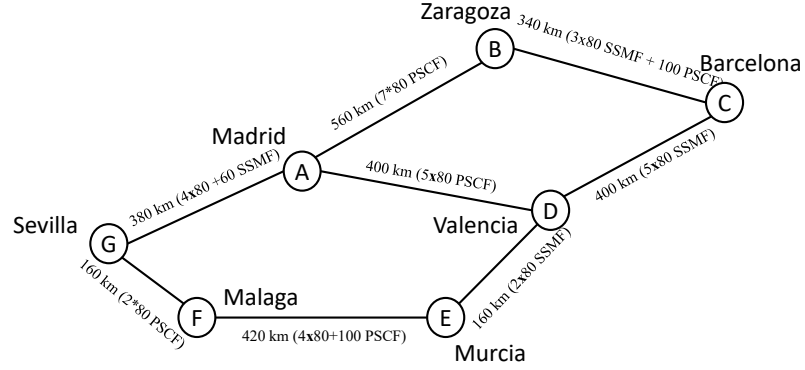 Zaragoza
B
340 km (3x80 SSMF + 100 PSCF)
Barcelona
C
560 km (7*80 PSCF)
Madrid
A
400 km (5x80 PSCF)
400 km (5x80 SSMF)
380 km (4x80 +60 SSMF)
Sevilla
G
Valencia
D
160 km (2*80 PSCF)
F
Malaga
420 km (4x80+100 PSCF)
E
160 km (2x80 SSMF)
Murcia